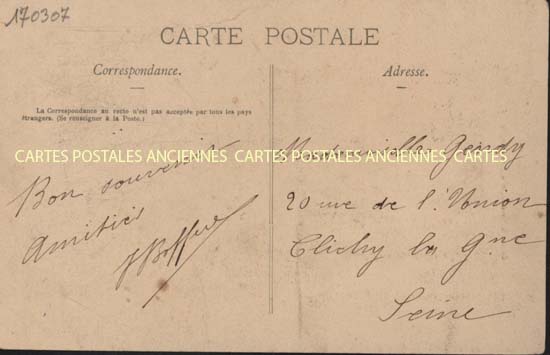 170307
CARTE POSTALE
Correspondance.
La Correspondance au recto n'est pas acceptée par tous les pays
étrangers. (Se renseigner à la Poste.)
Bon souvenir
Amitiés
Adresse.
Mademoiselle Gendy
20 rue de l'Union
Clichy la Gne
Seine
CARTES POSTALES ANCIENNES CARTES POSTALES ANCIENNES CARTES